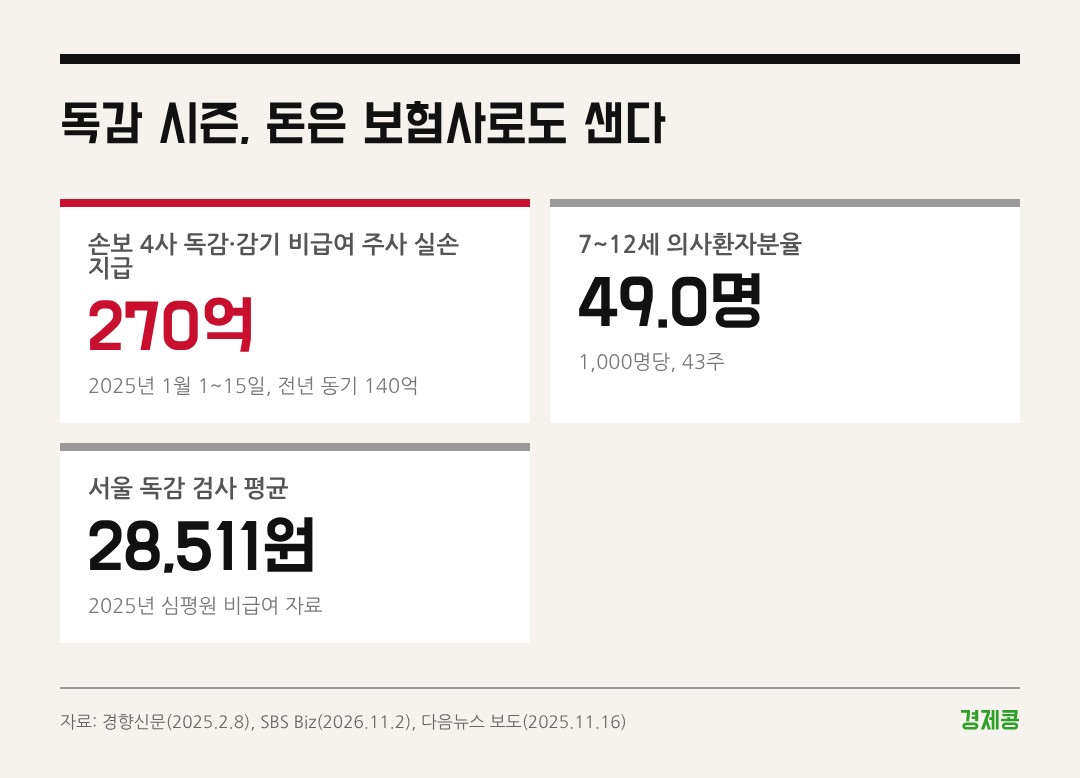 독감 시즌, 돈은 보험사로도 샌다
손보 4사 독감·감기 비급여 주사 실손
지급
270억
2025년 1월 1~15일, 전년 동기 140억
7~12세 의사환자분율
49.0명
1,000명당, 43주
서울 독감 검사 평균
28,511원
2025년 심평원 비급여 자료
자료: 경향신문(2025.2.8), SBS Biz(2026.11.2), 다음뉴스 보도(2025.11.16)
경제콩